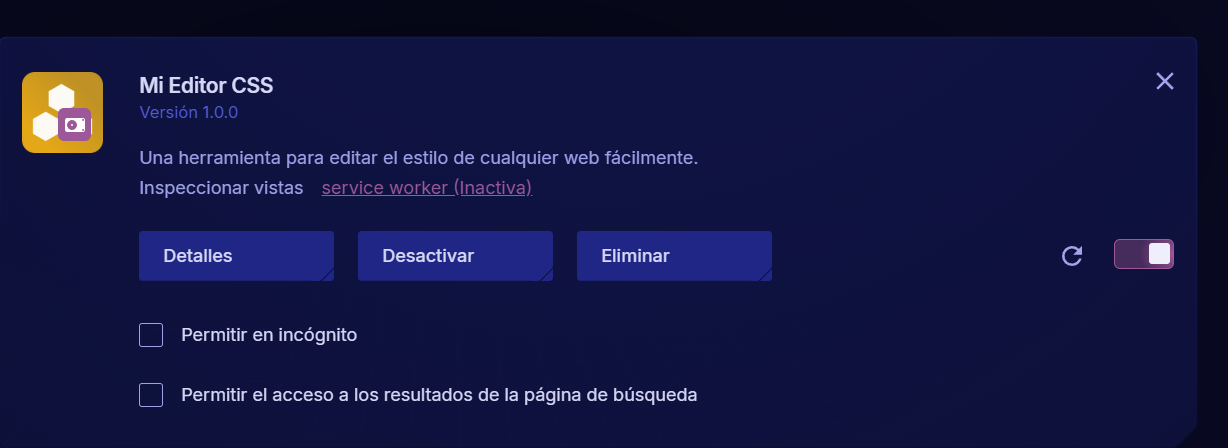 Mi Editor CSS
Versión 1.0.0
Una herramienta para editar el estilo de cualquier web fácilmente.
Inspeccionar vistas service worker (Inactiva)
Detalles Desactivar Eliminar
Permitir en incógnito
Permitir el acceso a los resultados de la página de búsqueda